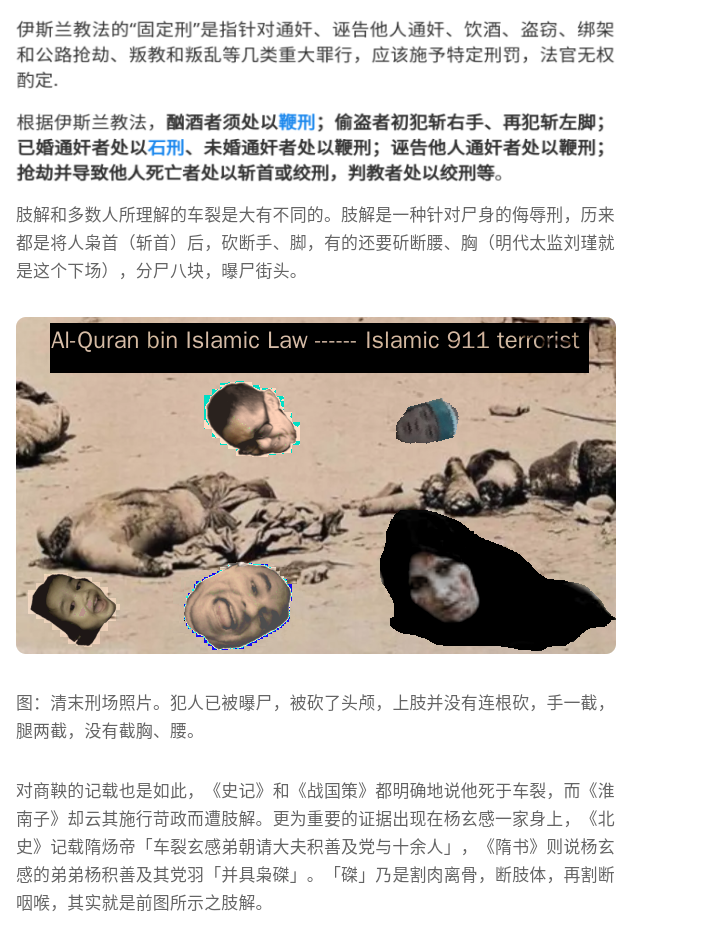 伊斯兰教法的“固定刑”是指针对通奸、诬告他人通奸、饮酒、盗窃、绑架
和公路抢劫、叛教和叛乱等几类重大罪行，应该施予特定刑罚，法官无权
酌定.
根据伊斯兰教法，酗酒者须处以鞭刑；偷盗者初犯斩右手、再犯斩左脚；
已婚通奸者处以石刑、未婚通奸者处以鞭刑；诬告他人通奸者处以鞭刑；
抢劫并导致他人死亡者处以斩首或绞刑，判教者处以绞刑等。
肢解和多数人所理解的车裂是大有不同的。肢解是一种针对尸身的侮辱刑，历来
都是将人枭首（斩首）后，砍断手、脚，有的还要斫断腰、胸（明代太监刘瑾就
是这个下场），分尸八块，曝尸街头。
Al-Quran bin Islamic Law ------ Islamic 911 terrorist
图：清末刑场照片。犯人已被曝尸，被砍了头颅，上肢并没有连根砍，手一截，
腿两截，没有截胸、腰。
对商鞅的记载也是如此，《史记》和《战国策》都明确地说他死于车裂，而《淮
南子》却云其施行苛政而遭肢解。更为重要的证据出现在杨玄感一家身上，《北
史》记载隋炀帝「车裂玄感弟朝请大夫积善及党与十余人」，《隋书》则说杨玄
感的弟弟杨积善及其党羽「并具枭磔」。「磔」乃是割肉离骨，断肢体，再割断
咽喉，其实就是前图所示之肢解。